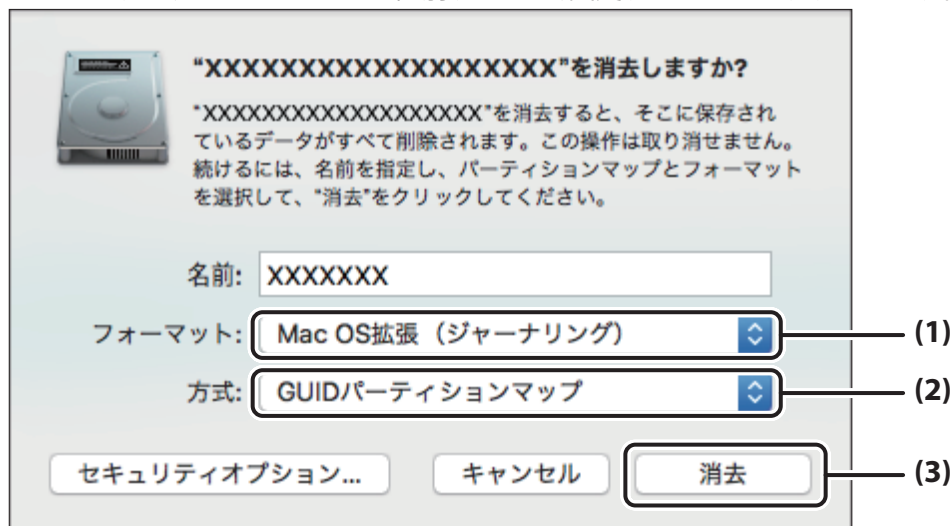 “XXXXXXXXXXXXXXXXXXX”を消去しますか?
“XXXXXXXXXXXXXXXXXXX”を消去すると、そこに保存され
ているデータがすべて削除されます。この操作は取り消せません。
続けるには、名前を指定し、パーティションマップとフォーマット
を選択して、“消去”をクリックしてください。
名前: XXXXXXX
フォーマット: Mac OS拡張（ジャーナリング） (1)
方式: GUIDパーティションマップ (2)
セキュリティオプション... キャンセル 消去 (3)